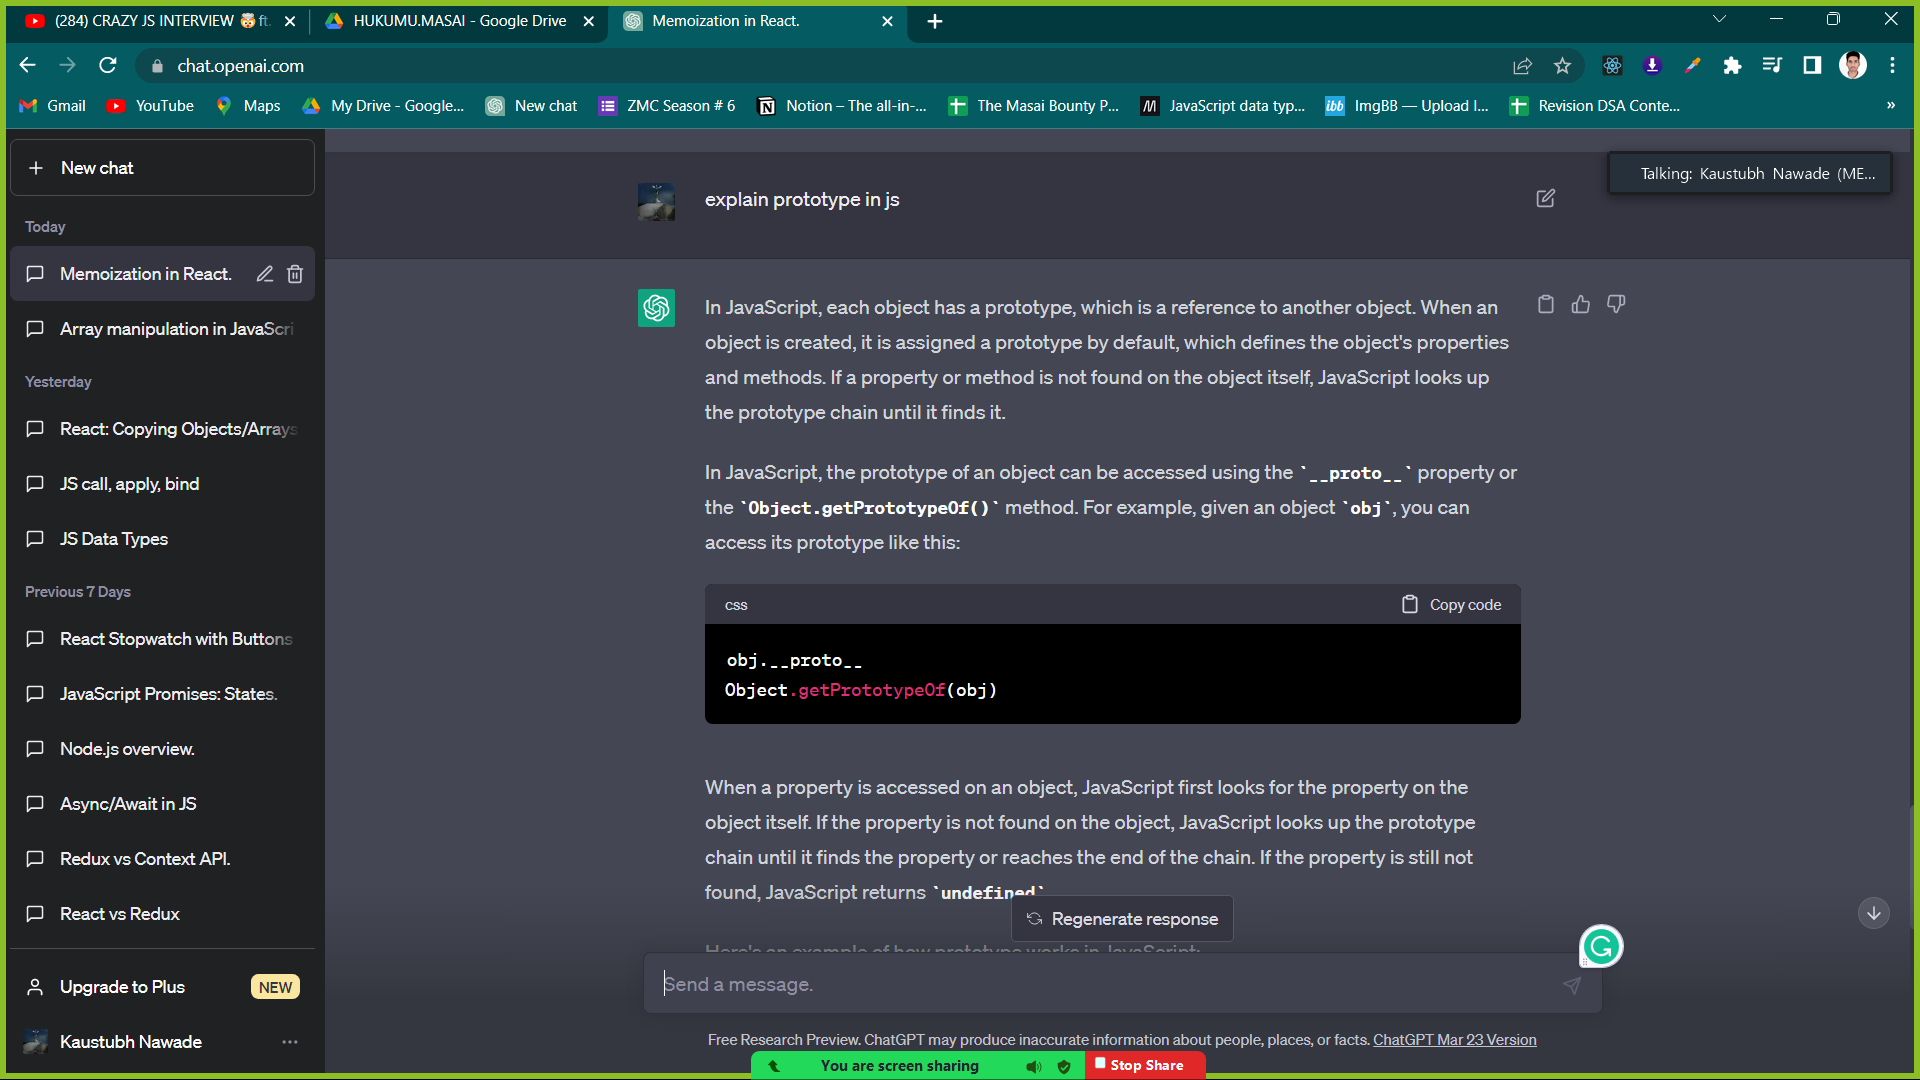 (284) CRAZY JS INTERVIEW 🤯 ft.
HUKUMU.MASAI - Google Drive
Memoization in React.
chat.openai.com
Gmail
YouTube
Maps
My Drive - Google...
New chat
ZMC Season # 6
Notion – The all-in-...
The Masai Bounty P...
JavaScript data typ...
ibb
ImgBB — Upload I...
Revision DSA Conte...
»
New chat
Today
Memoization in React.
Array manipulation in JavaScri
Yesterday
React: Copying Objects/Arrays
JS call, apply, bind
JS Data Types
Previous 7 Days
React Stopwatch with Buttons
JavaScript Promises: States.
Node.js overview.
Async/Await in JS
Redux vs Context API.
React vs Redux
Upgrade to Plus
NEW
Kaustubh Nawade
Talking: Kaustubh Nawade (ME...
explain prototype in js
In JavaScript, each object has a prototype, which is a reference to another object. When an
object is created, it is assigned a prototype by default, which defines the object's properties
and methods. If a property or method is not found on the object itself, JavaScript looks up
the prototype chain until it finds it.
In JavaScript, the prototype of an object can be accessed using the `__proto__` property or
the `Object.getPrototypeOf()` method. For example, given an object `obj`, you can
access its prototype like this:
css
Copy code
obj.__proto__
Object.getPrototypeOf(obj)
When a property is accessed on an object, JavaScript first looks for the property on the
object itself. If the property is not found on the object, JavaScript looks up the prototype
chain until it finds the property or reaches the end of the chain. If the property is still not
found, JavaScript returns `undefined`
Regenerate response
Here's an example of how prototype works in JavaScript:
Send a message.
Free Research Preview. ChatGPT may produce inaccurate information about people, places, or facts. ChatGPT Mar 23 Version
You are screen sharing
Stop Share